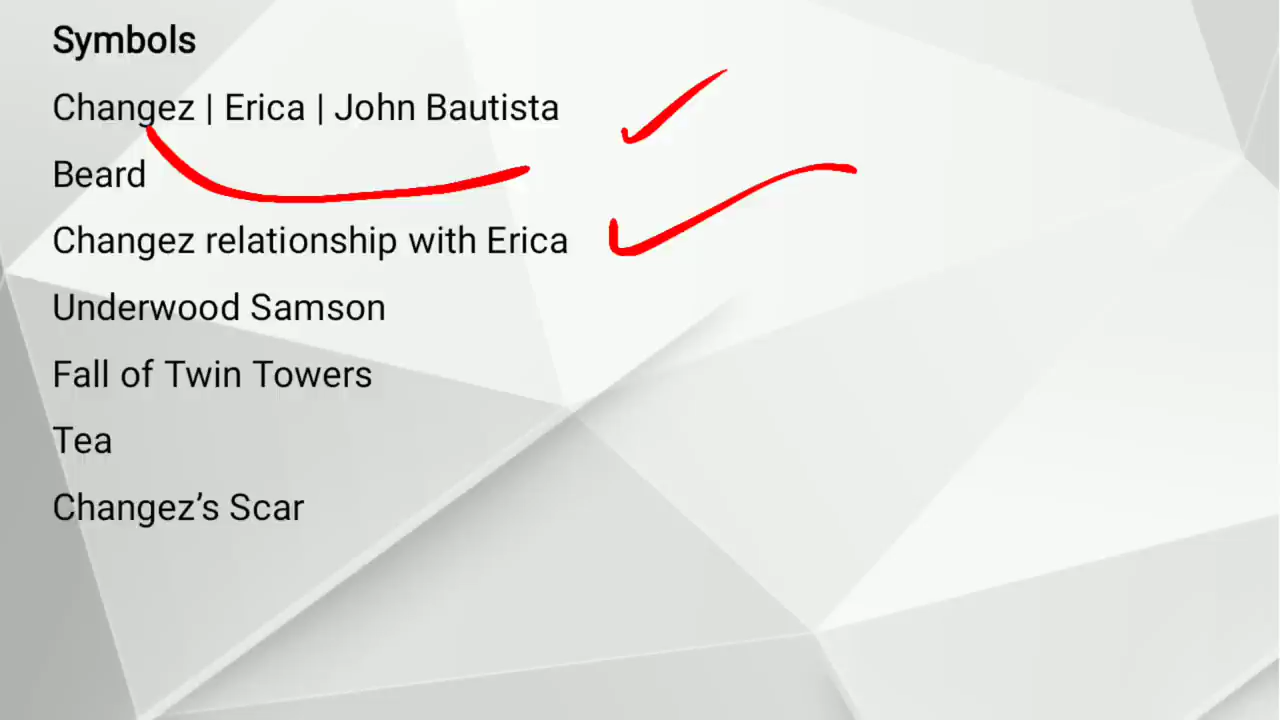 Symbols
Changez | Erica | John Bautista
Beard
Changez relationship with Erica
Underwood Samson
Fall of Twin Towers
Tea
Changez’s Scar